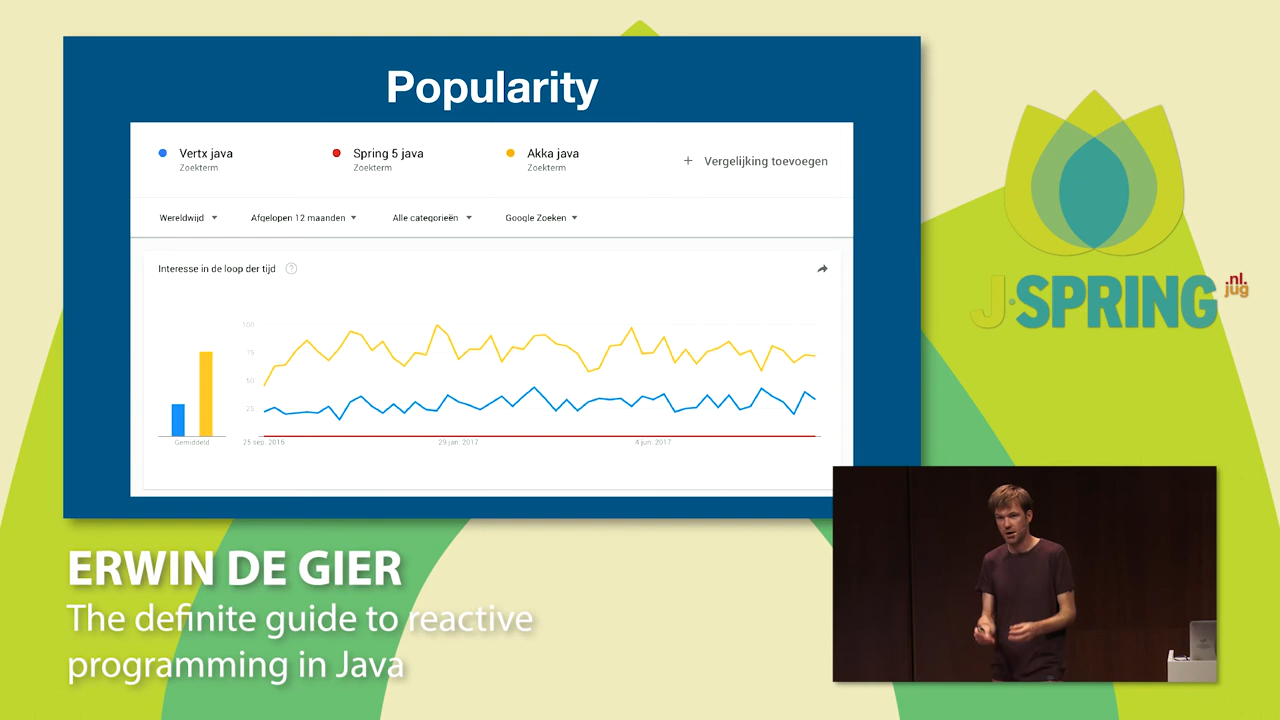 Popularity
Vertx java
Zoekterm
Spring 5 java
Zoekterm
Akka java
Zoekterm
+ Vergelijking toevoegen
Wereldwijd
Afgelopen 12 maanden
Alle categorieën
Google Zoeken
Interesse in de loop der tijd
?
100
75
50
25
Gemiddeld
25 sep. 2016
29 jan. 2017
4 jun. 2017
J·SPRING
.nl.
jug
ERWIN DE GIER
The definite guide to reactive
programming in Java